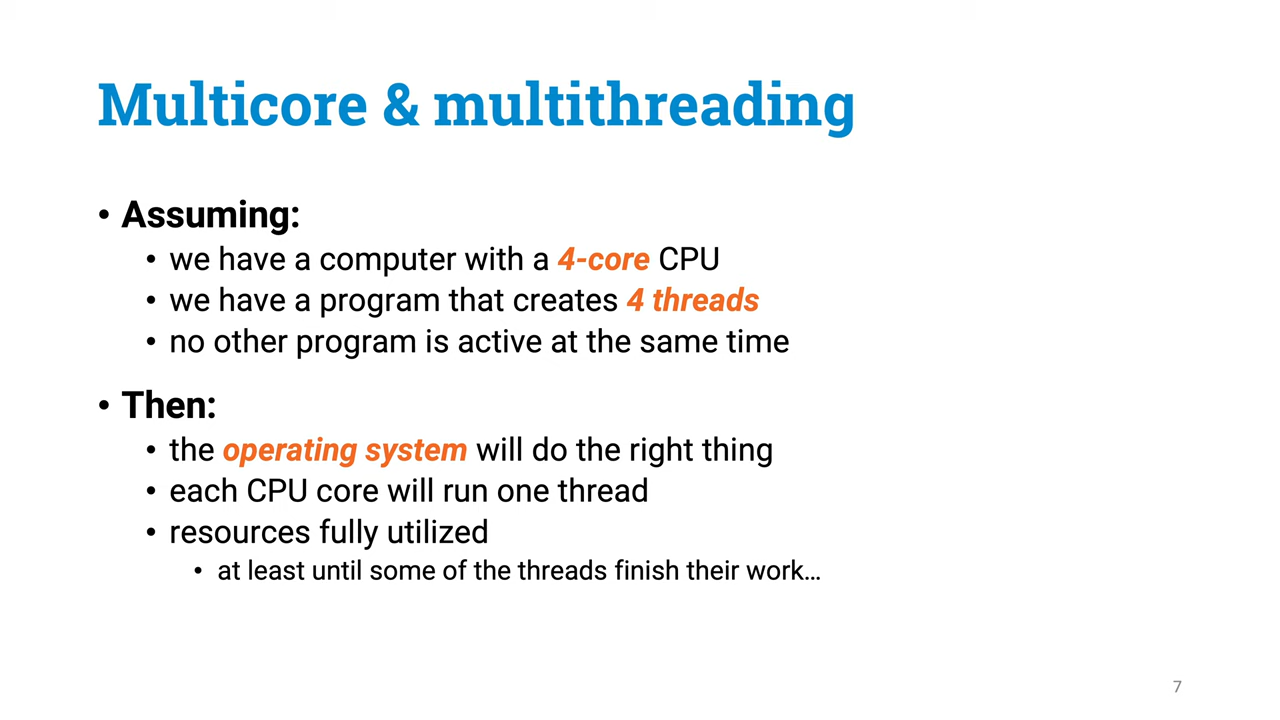 Multicore & multithreading
• Assuming:
• we have a computer with a 4-core CPU
• we have a program that creates 4 threads
• no other program is active at the same time
• Then:
• the operating system will do the right thing
• each CPU core will run one thread
• resources fully utilized
• at least until some of the threads finish their work…
7